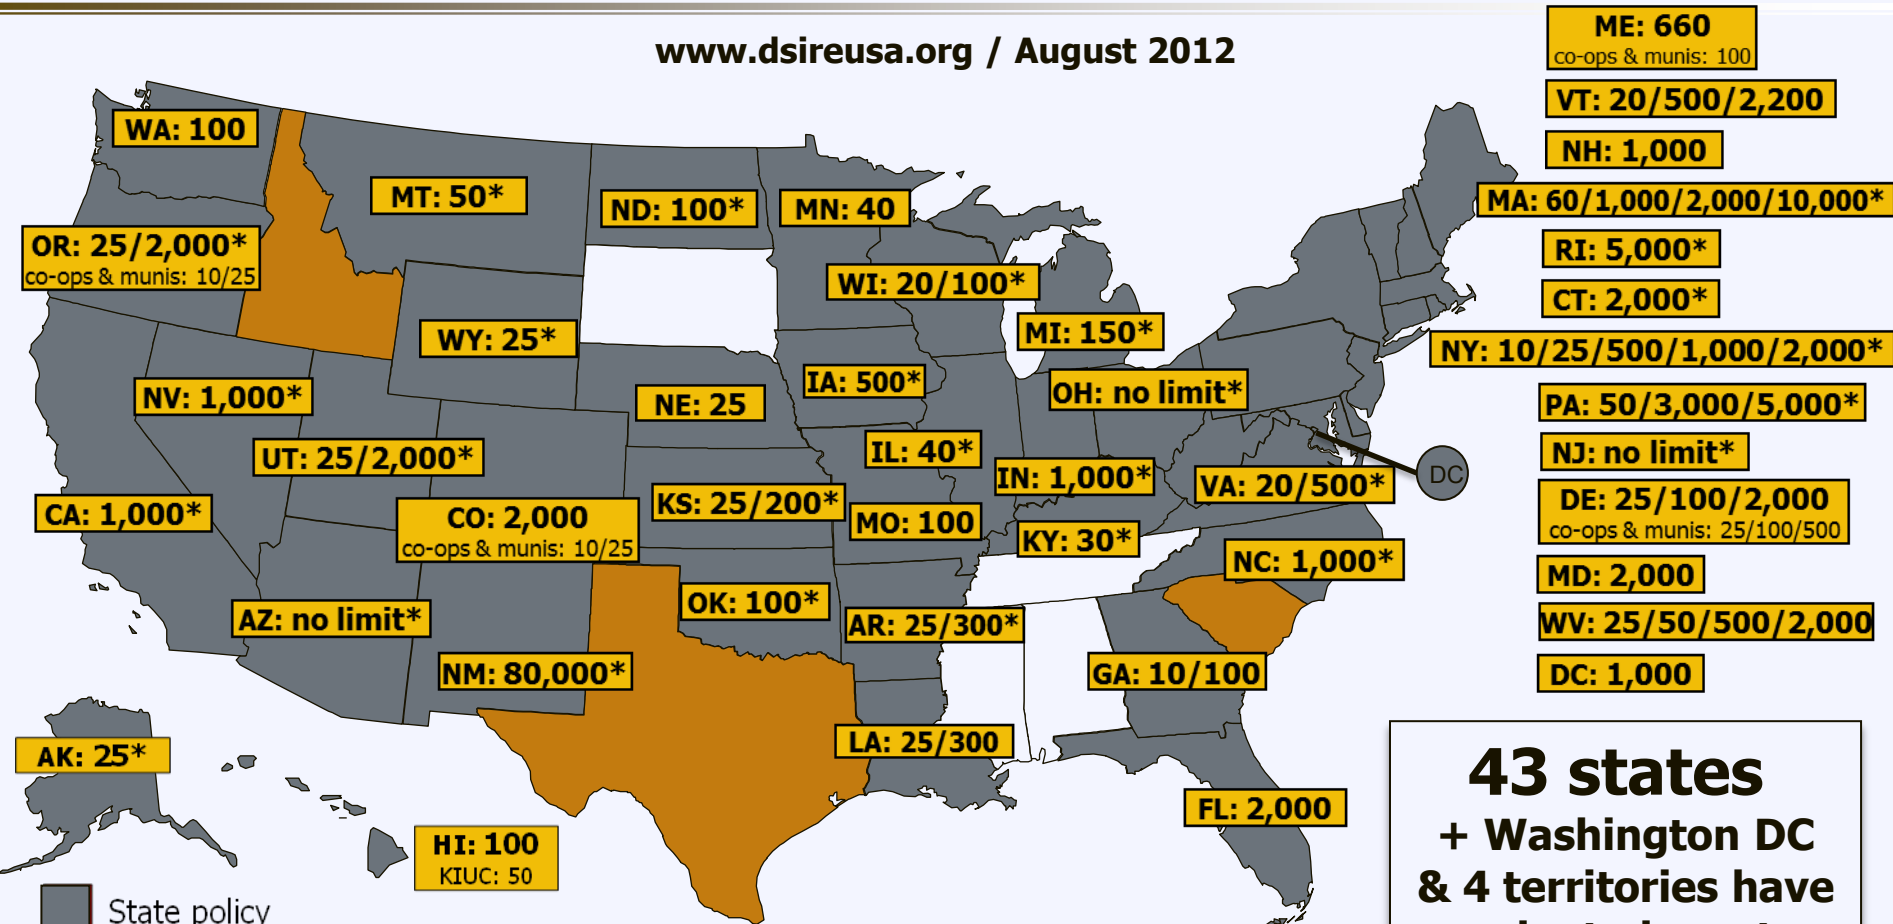 www.dsireusa.org / August 2012
ME: 660
co-ops & munis: 100
VT: 20/500/2,200
NH: 1,000
MA: 60/1,000/2,000/10,000*
RI: 5,000*
CT: 2,000*
NY: 10/25/500/1,000/2,000*
PA: 50/3,000/5,000*
NJ: no limit*
DE: 25/100/2,000
co-ops & munis: 25/100/500
MD: 2,000
WV: 25/50/500/2,000
DC: 1,000
WA: 100
MT: 50*
ND: 100*
MN: 40
OR: 25/2,000*
co-ops & munis: 10/25
WI: 20/100*
WY: 25*
MI: 150*
NV: 1,000*
NE: 25
IA: 500*
OH: no limit*
UT: 25/2,000*
IL: 40*
IN: 1,000*
VA: 20/500*
DC
CA: 1,000*
CO: 2,000
co-ops & munis: 10/25
KS: 25/200*
MO: 100
KY: 30*
NC: 1,000*
AZ: no limit*
OK: 100*
AR: 25/300*
NM: 80,000*
GA: 10/100
LA: 25/300
AK: 25*
FL: 2,000
HI: 100
KIUC: 50
State policy
43 states
+ Washington DC
& 4 territories have